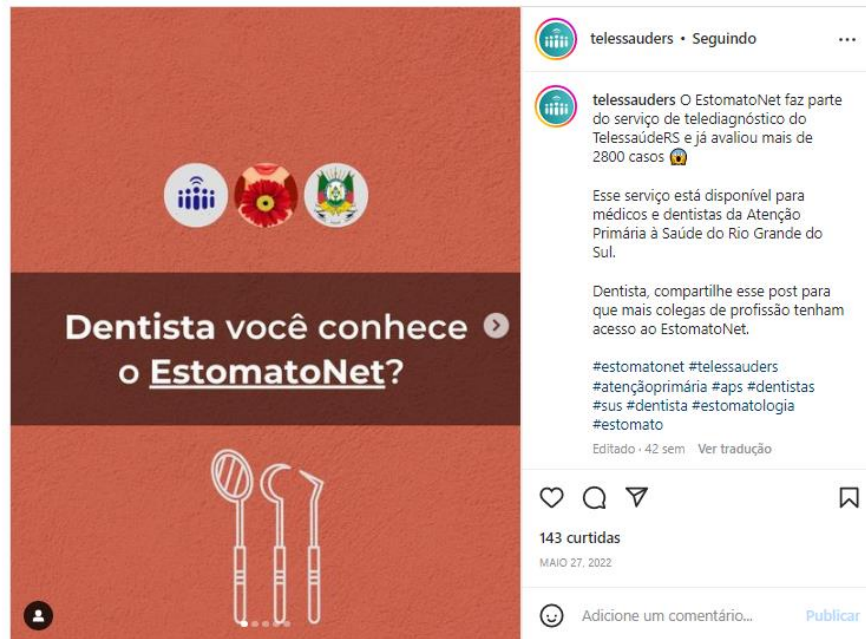 Dentista você conhece
o EstomatoNet?
telessauders • Seguindo
telessauders O EstomatoNet faz parte
do serviço de telediagnóstico do
TelessaúdeRS e já avaliou mais de
2800 casos 😱
Esse serviço está disponível para
médicos e dentistas da Atenção
Primária à Saúde do Rio Grande do
Sul.
Dentista, compartilhe esse post para
que mais colegas de profissão tenham
acesso ao EstomatoNet.
#estomatonet #telessauders
#atençãoprimária #aps #dentistas
#sus #dentista #estomatologia
#estomato
Editado · 42 sem Ver tradução
143 curtidas
MAIO 27, 2022
Adicione um comentário... Publicar